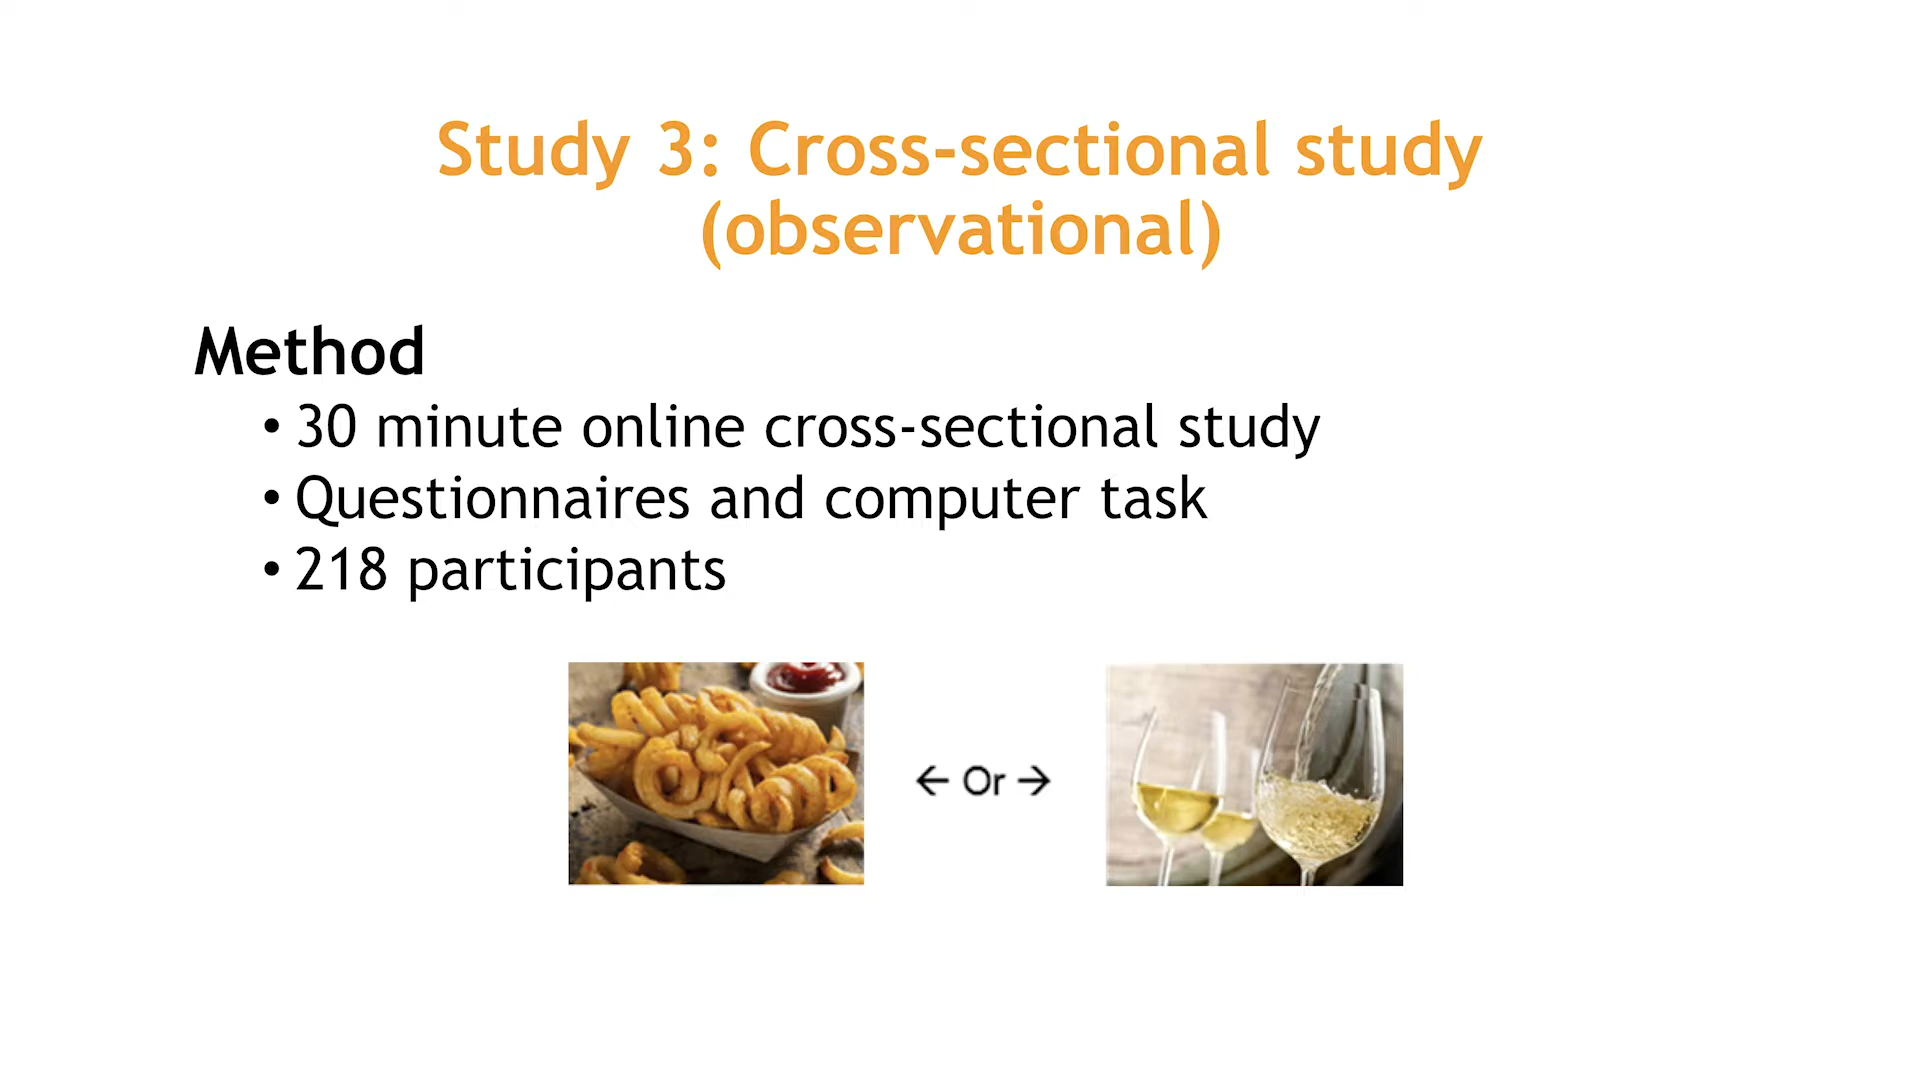 Study 3: Cross-sectional study
(observational)
Method
• 30 minute online cross-sectional study
• Questionnaires and computer task
• 218 participants
← Or →